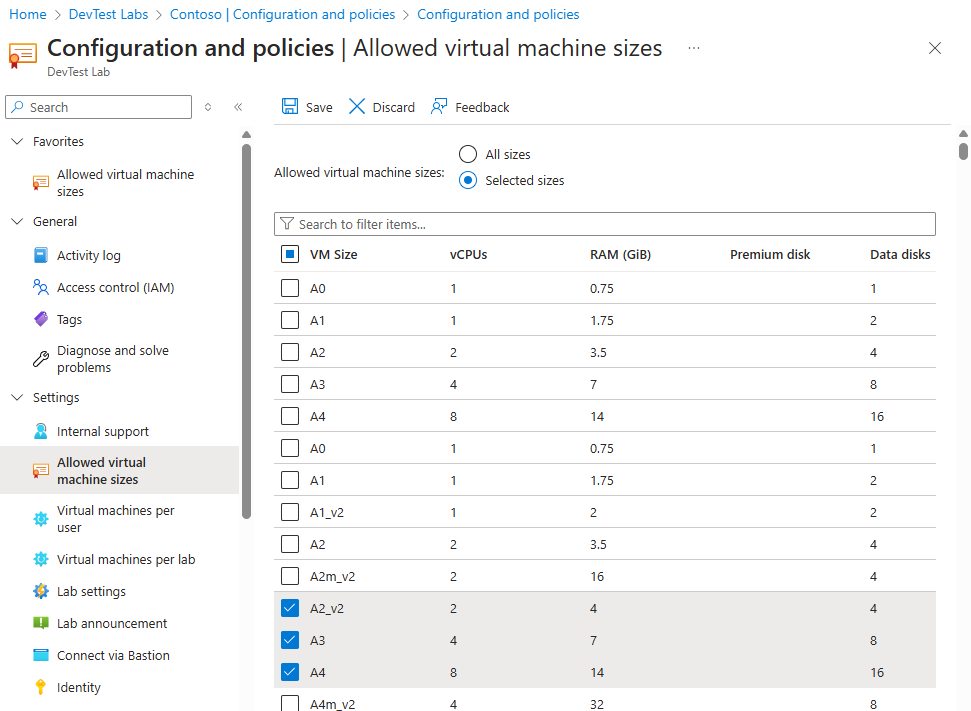 Home > DevTest Labs > Contoso | Configuration and policies > Configuration and policies
Configuration and policies | Allowed virtual machine sizes ...
DevTest Lab
Search
Favorites
Allowed virtual machine
sizes
General
Activity log
Access control (IAM)
Tags
Diagnose and solve
problems
Settings
Internal support
Allowed virtual
machine sizes
Virtual machines per
user
Virtual machines per lab
Lab settings
Lab announcement
Connect via Bastion
Identity
Save Discard Feedback
Allowed virtual machine sizes:
All sizes
Selected sizes
Search to filter items...
VM Size vCPUs RAM (GiB) Premium disk Data disks
A0 1 0.75 1
A1 1 1.75 2
A2 2 3.5 4
A3 4 7 8
A4 8 14 16
A0 1 0.75 1
A1 1 1.75 2
A1_v2 1 2 2
A2 2 3.5 4
A2m_v2 2 16 4
A2_v2 2 4 4
A3 4 7 8
A4 8 14 16
A4m_v2 4 32 8